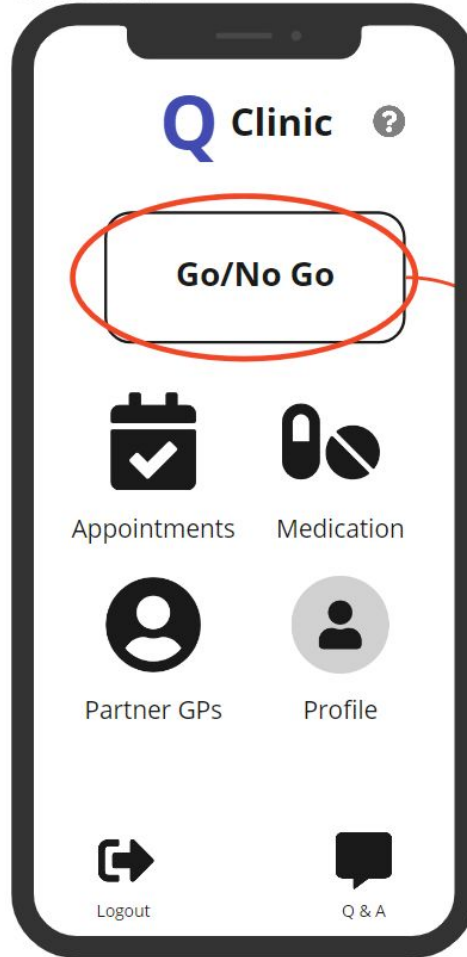 Q Clinic ?
Go/No Go
Appointments Medication
Partner GPs Profile
Logout Q & A